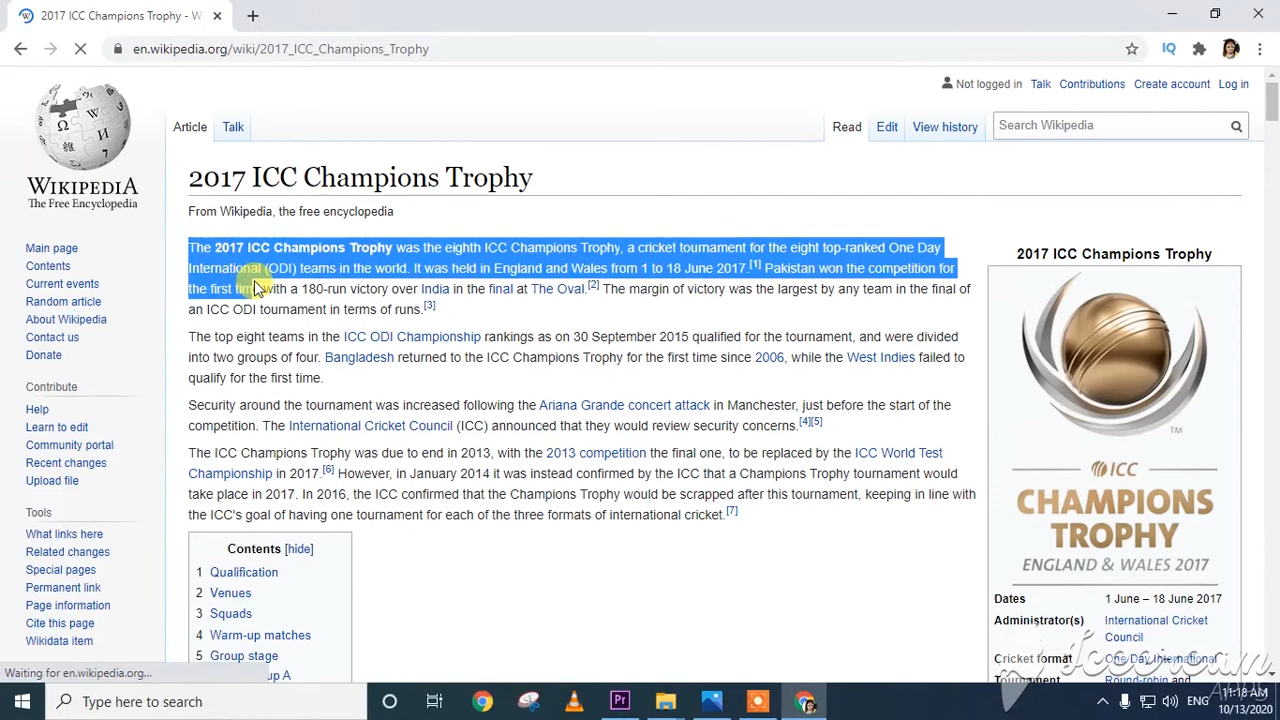 2017 ICC Champions Trophy - W
en.wikipedia.org/wiki/2017_ICC_Champions_Trophy
IQ
Not logged in Talk Contributions Create account Log in
Article Talk Read Edit View history Search Wikipedia
WIKIPEDIA
The Free Encyclopedia
Main page
Contents
Current events
Random article
About Wikipedia
Contact us
Donate
Contribute
Help
Learn to edit
Community portal
Recent changes
Upload file
Tools
What links here
Related changes
Special pages
Permanent link
Page information
Cite this page
Wikidata item
2017 ICC Champions Trophy
From Wikipedia, the free encyclopedia
The 2017 ICC Champions Trophy was the eighth ICC Champions Trophy, a cricket tournament for the eight top-ranked One Day
International (ODI) teams in the world. It was held in England and Wales from 1 to 18 June 2017.[1] Pakistan won the competition for
the first time with a 180-run victory over India in the final at The Oval.[2] The margin of victory was the largest by any team in the final of
an ICC ODI tournament in terms of runs.[3]
The top eight teams in the ICC ODI Championship rankings as on 30 September 2015 qualified for the tournament, and were divided
into two groups of four. Bangladesh returned to the ICC Champions Trophy for the first time since 2006, while the West Indies failed to
qualify for the first time.
Security around the tournament was increased following the Ariana Grande concert attack in Manchester, just before the start of the
competition. The International Cricket Council (ICC) announced that they would review security concerns.[4][5]
The ICC Champions Trophy was due to end in 2013, with the 2013 competition the final one, to be replaced by the ICC World Test
Championship in 2017.[6] However, in January 2014 it was instead confirmed by the ICC that a Champions Trophy tournament would
take place in 2017. In 2016, the ICC confirmed that the Champions Trophy would be scrapped after this tournament, keeping in line with
the ICC's goal of having one tournament for each of the three formats of international cricket.[7]
Contents [hide]
1 Qualification
2 Venues
3 Squads
4 Warm-up matches
5 Group stage
2017 ICC Champions Trophy
TM
ICC
CHAMPIONS
TROPHY
ENGLAND & WALES 2017
Dates 1 June – 18 June 2017
Administrator(s) International Cricket
Council
Cricket format One Day International
Tournament Round-robin and
Waiting for en.wikipedia.org...
Type here to search
Pr
ENG
11:18 AM
10/13/2020